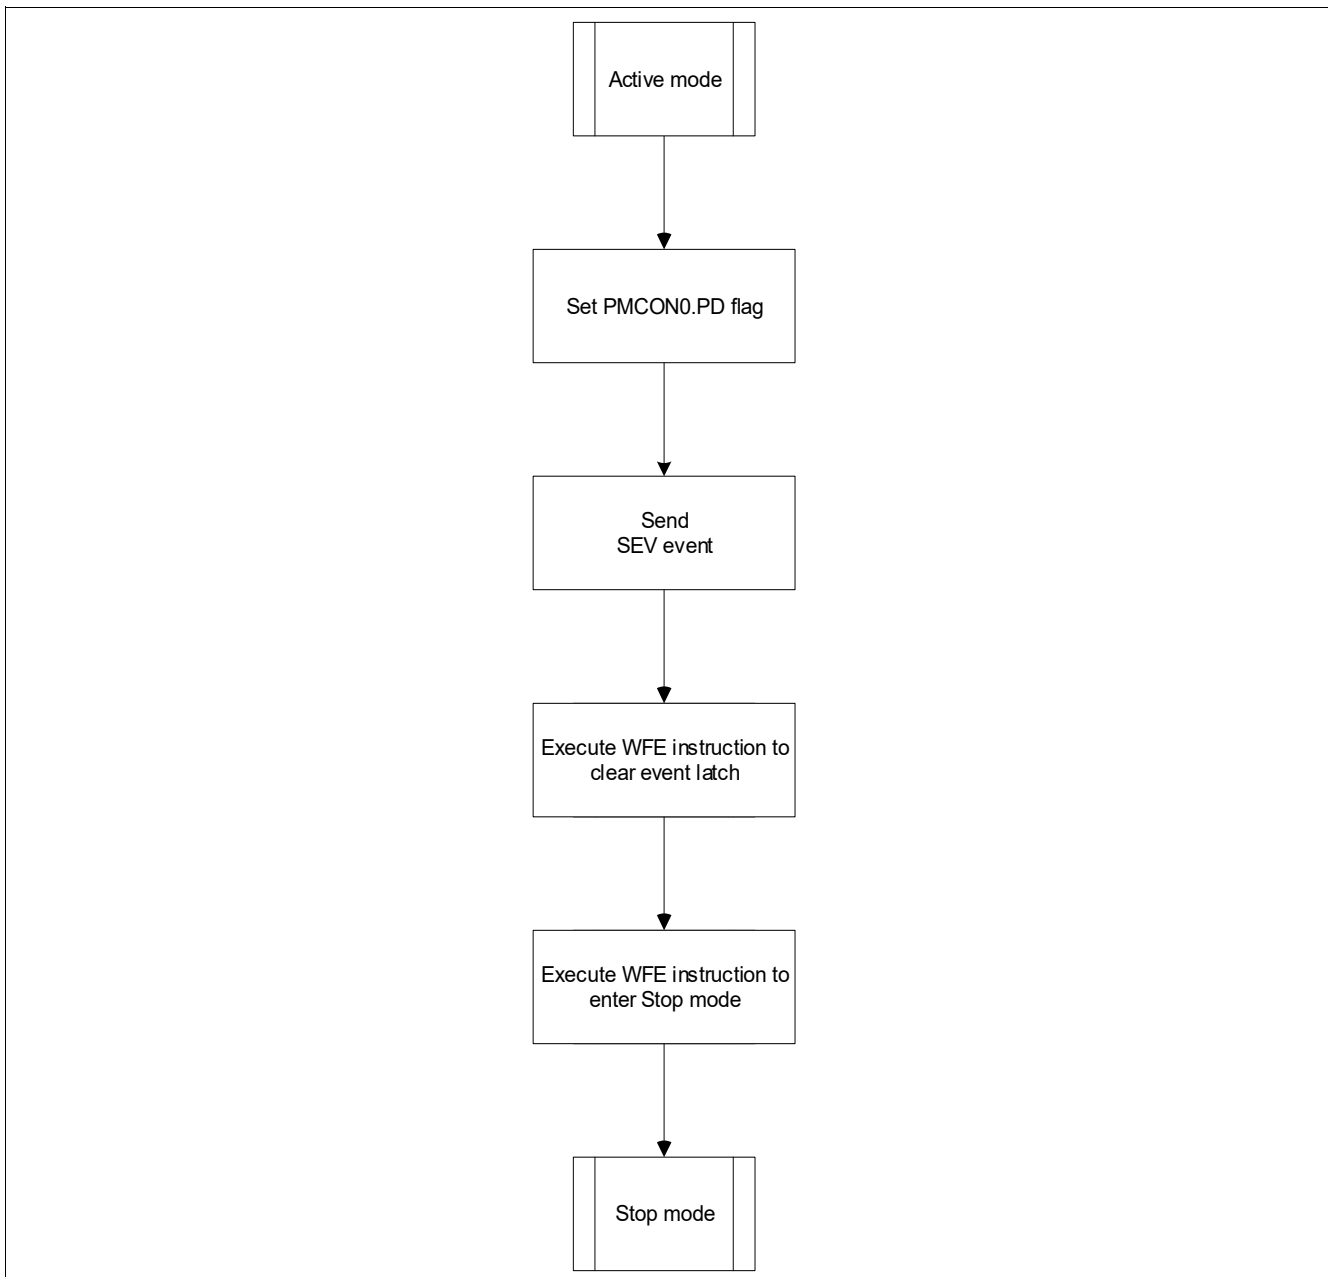 Active mode
Set PMCON0.PD flag
Send
SEV event
Execute WFE instruction to
clear event latch
Execute WFE instruction to
enter Stop mode
Stop mode